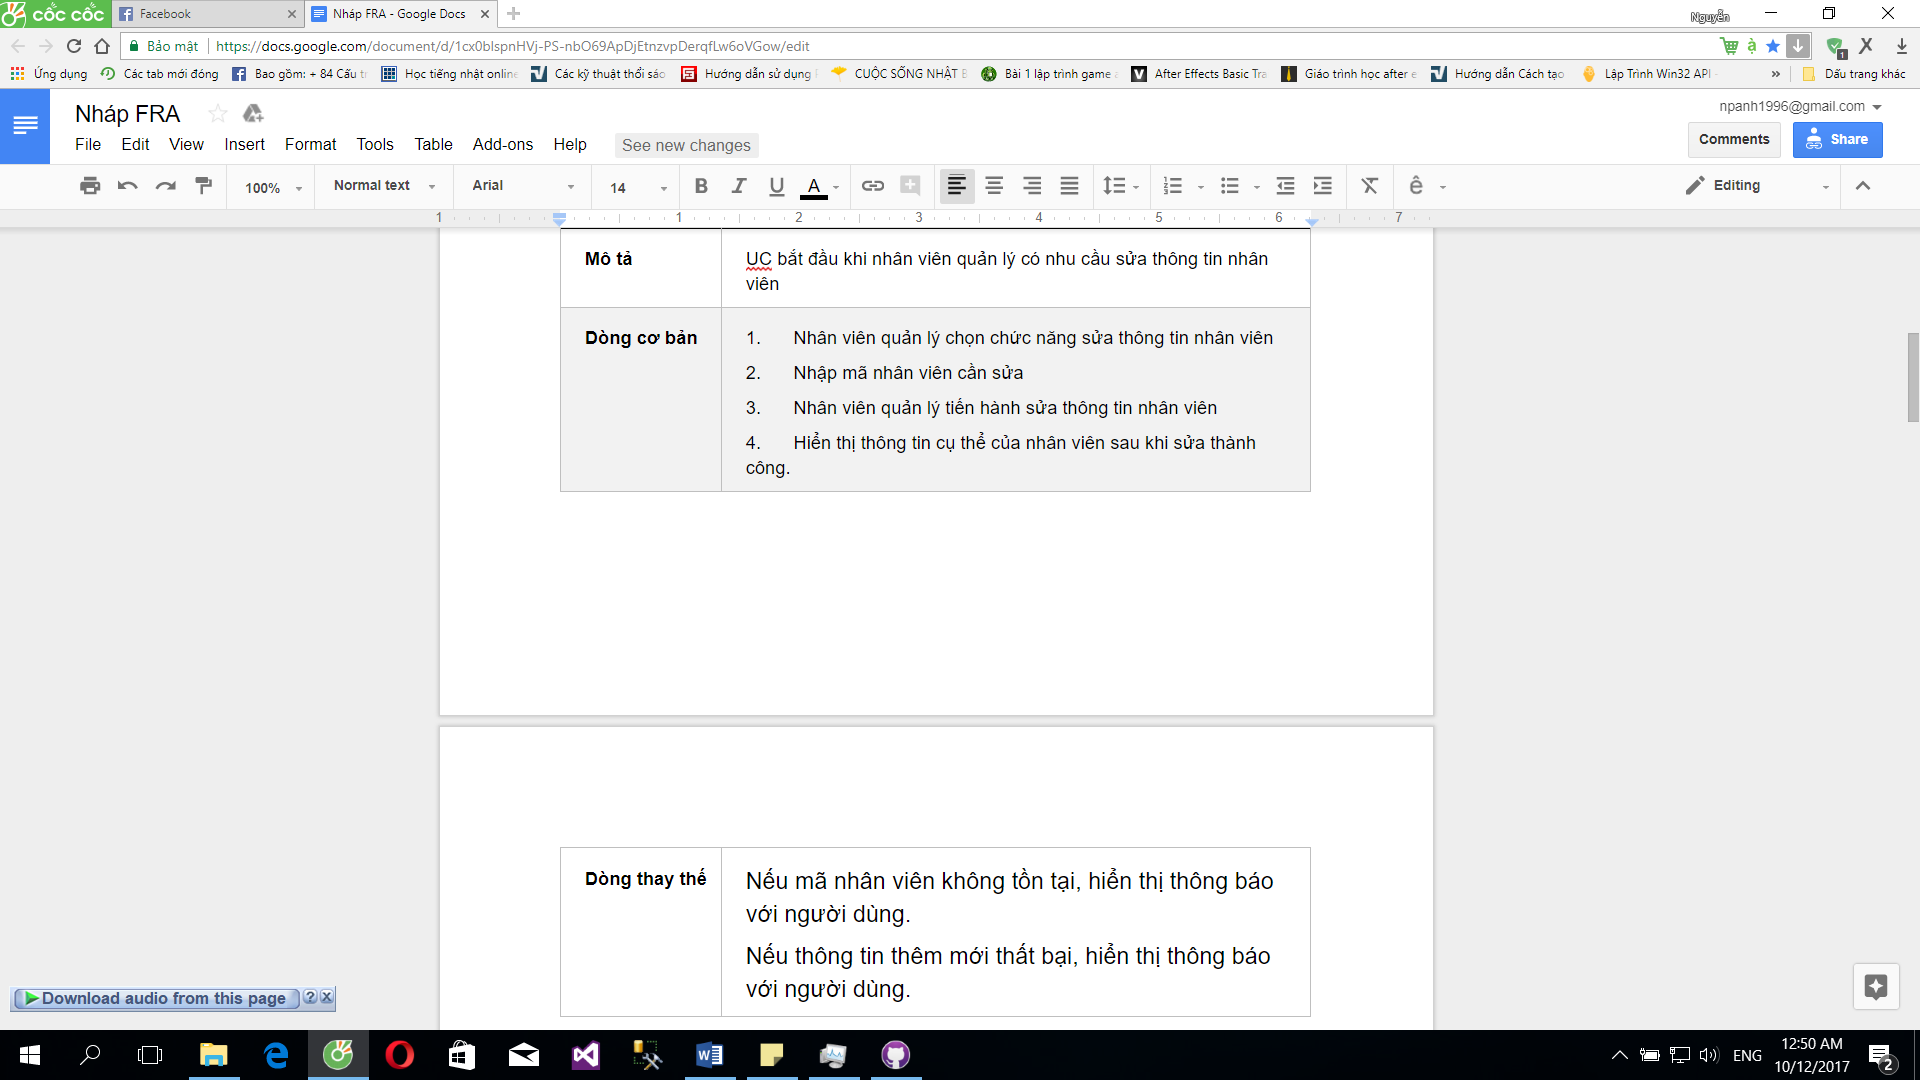 cốc cốc
Facebook
Nháp FRA - Google Docs
Nguyễn
Bảo mật
https://docs.google.com/document/d/1cx0bIspnHVj-PS-nbO69ApDjEtnzvpDerqfLw6oVGow/edit
Ứng dụng
Các tab mới đóng
Bao gồm: + 84 Cấu
Học tiếng nhật online
Các kỹ thuật thổi sáo
Hướng dẫn sử dụng
CUỘC SỐNG NHẬT
Bài 1 lập trình game
After Effects Basic Tra
Giáo trình học after e
Hướng dẫn Cách tạo
Lập Trình Win32 API
Dấu trang khác
Nháp FRA
npanh1996@gmail.com
File Edit View Insert Format Tools Table Add-ons Help
See new changes
Comments
Share
100% Normal text Arial 14 B I U A ê Editing
1 1 2 3 4 5 6 7
Mô tả
UC bắt đầu khi nhân viên quản lý có nhu cầu sửa thông tin nhân
viên
Dòng cơ bản
1. Nhân viên quản lý chọn chức năng sửa thông tin nhân viên
2. Nhập mã nhân viên cần sửa
3. Nhân viên quản lý tiến hành sửa thông tin nhân viên
4. Hiển thị thông tin cụ thể của nhân viên sau khi sửa thành
công.
Dòng thay thế
Nếu mã nhân viên không tồn tại, hiển thị thông báo
với người dùng.
Nếu thông tin thêm mới thất bại, hiển thị thông báo
với người dùng.
Download audio from this page
ENG
12:50 AM
10/12/2017
2